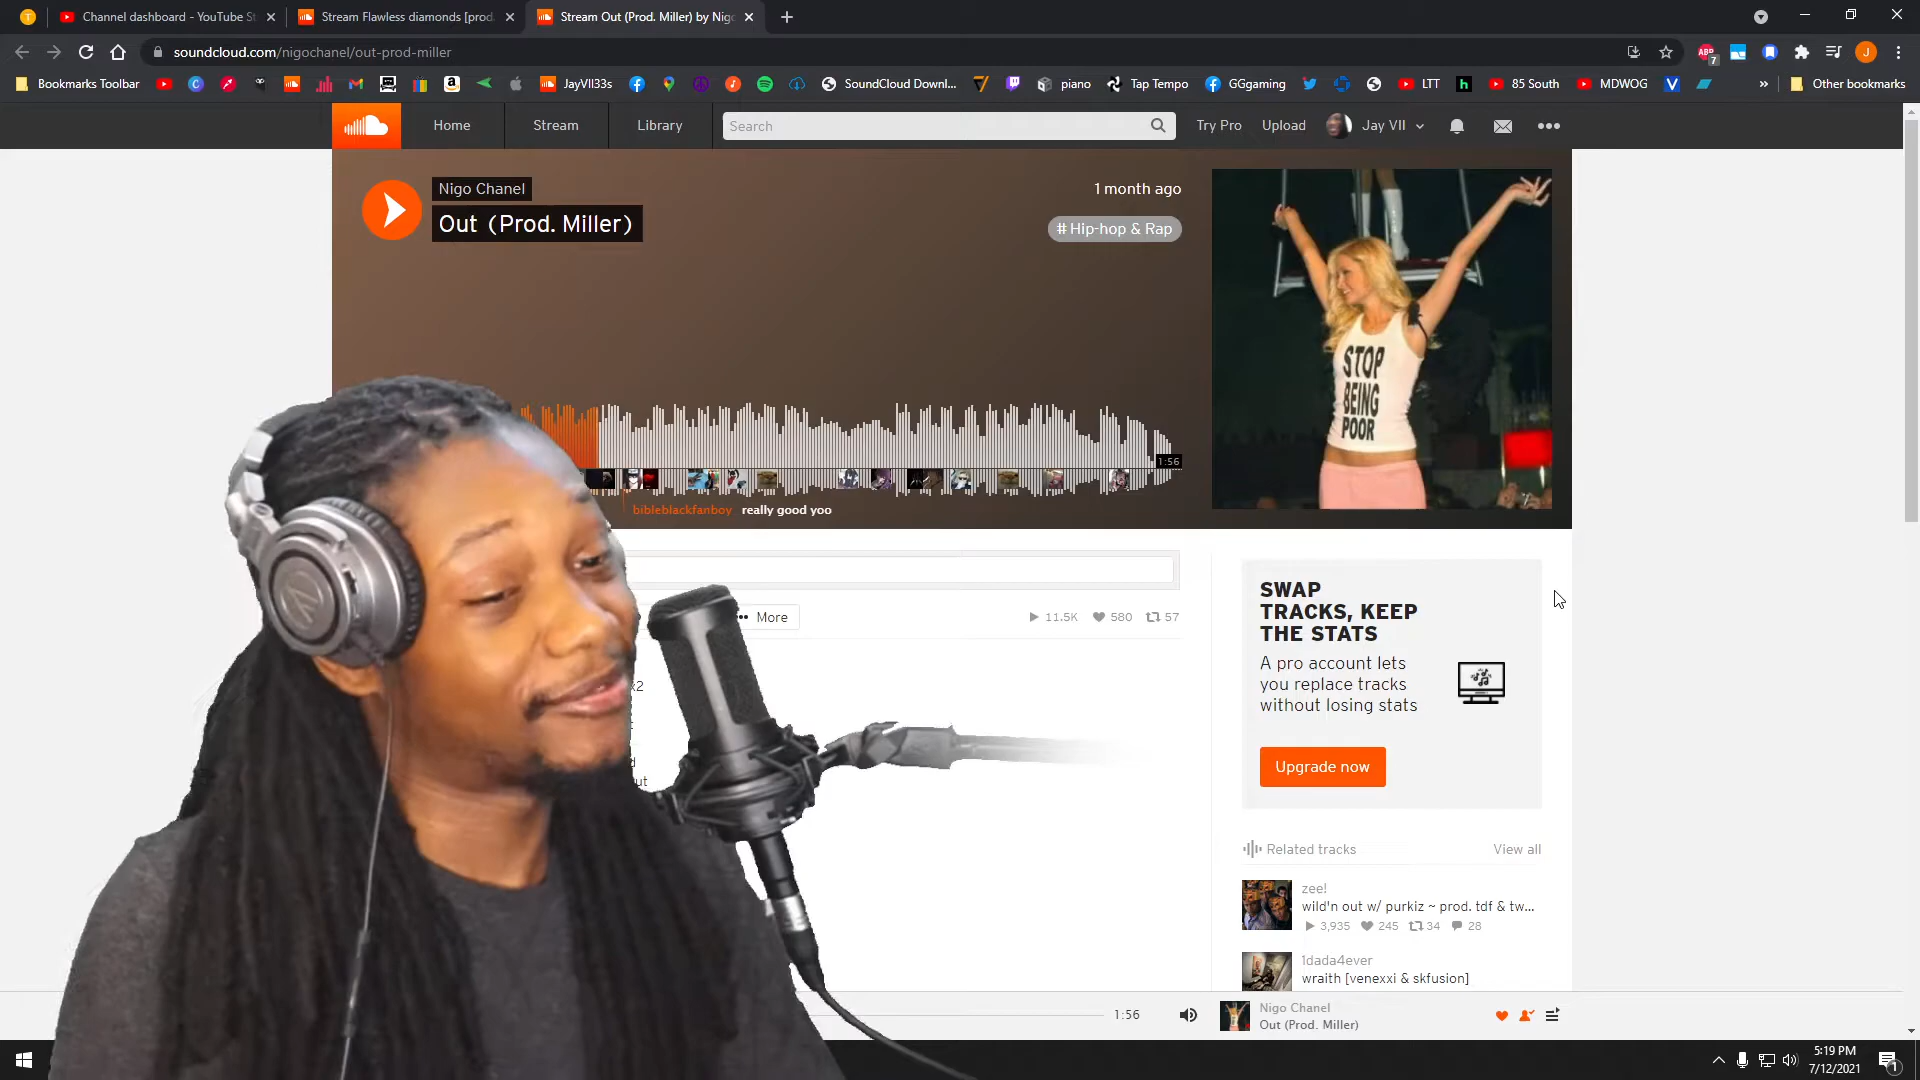 Channel dashboard - YouTube St
Stream Flawless diamonds [prod
Stream Out (Prod. Miller) by Nigo
soundcloud.com/nigochanel/out-prod-miller
7
J
Bookmarks Toolbar
JayVII33s
SoundCloud Downl...
piano
Tap Tempo
GGgaming
LTT
85 South
MDWOG
»
Other bookmarks
Home
Stream
Library
Search
Try Pro
Upload
Jay VII
Nigo Chanel
Out (Prod. Miller)
1 month ago
# Hip-hop & Rap
STOP
BEING
POOR
1:56
bibleblackfanboy really good yoo
More
11.5K
580
57
x2
SWAP
TRACKS, KEEP
THE STATS
A pro account lets
you replace tracks
without losing stats
Upgrade now
Related tracks
View all
zee!
wild'n out w/ purkiz ~ prod. tdf & tw...
3,935
245
34
28
1dada4ever
wraith [venexxi & skfusion]
1:56
Nigo Chanel
Out (Prod. Miller)
5:19 PM
7/12/2021
1